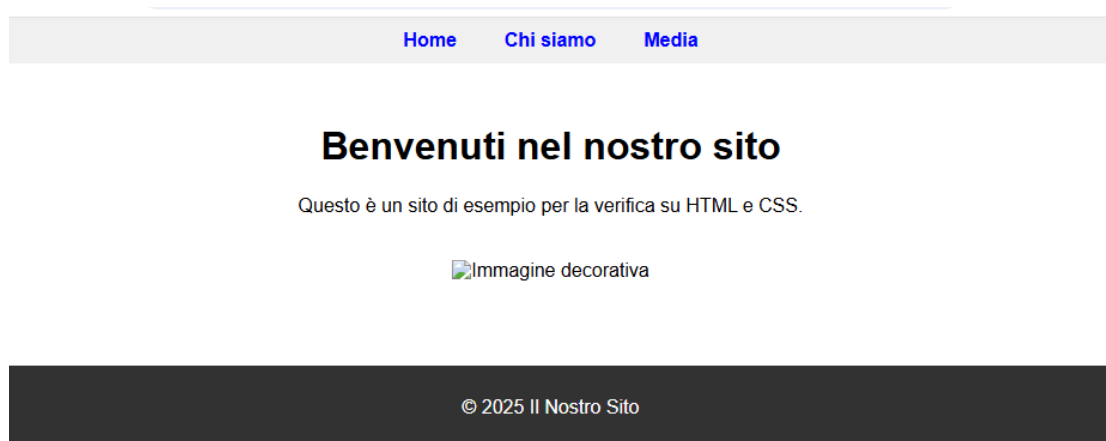 Home Chi siamo Media
Benvenuti nel nostro sito
Questo è un sito di esempio per la verifica su HTML e CSS.
Immagine decorativa
© 2025 Il Nostro Sito